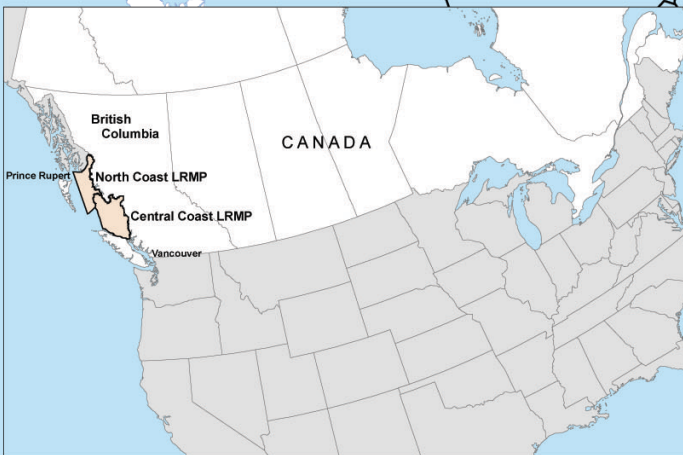 British
Columbia
CANADA
Prince Rupert
North Coast LRMP
Central Coast LRMP
Vancouver